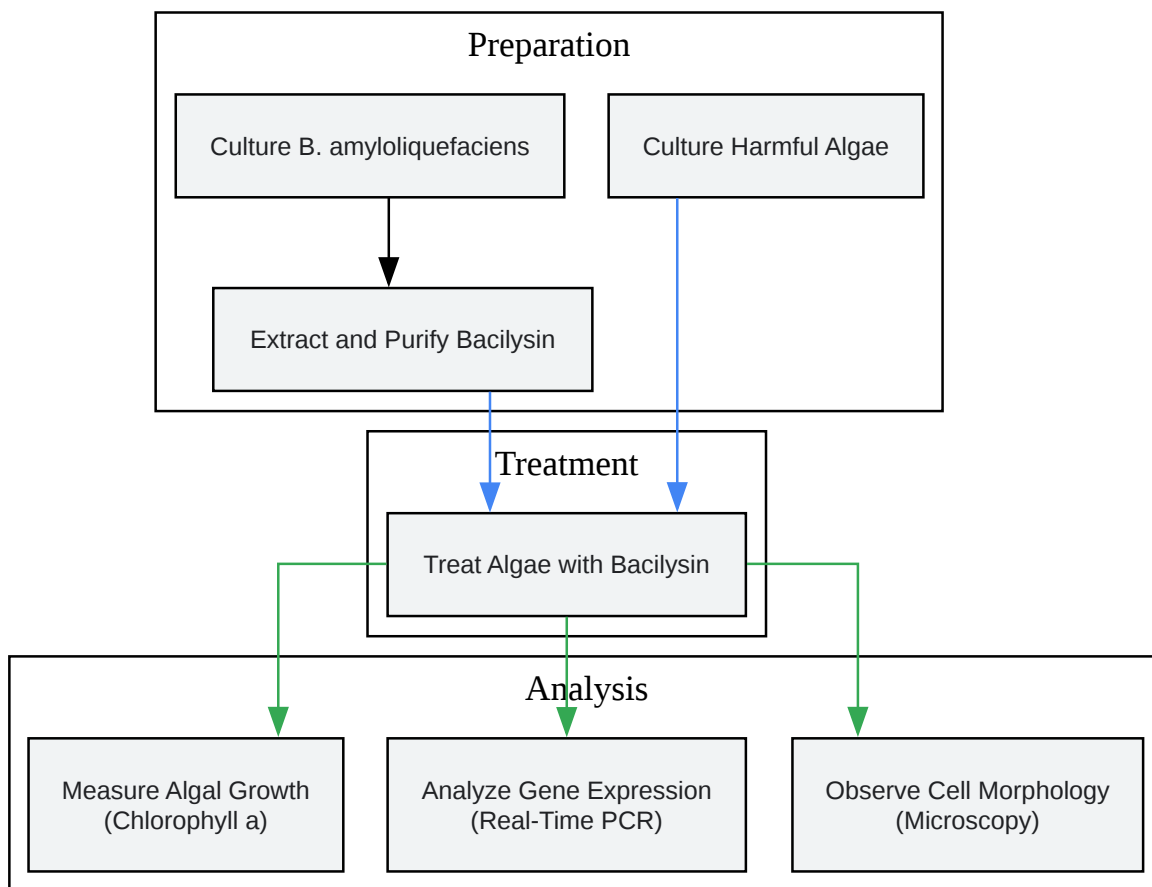 Preparation
Culture B. amyloliquefaciens
Culture Harmful Algae
Extract and Purify Bacilysin
Treatment
Treat Algae with Bacilysin
Analysis
Measure Algal Growth
(Chlorophyll a)
Analyze Gene Expression
(Real-Time PCR)
Observe Cell Morphology
(Microscopy)